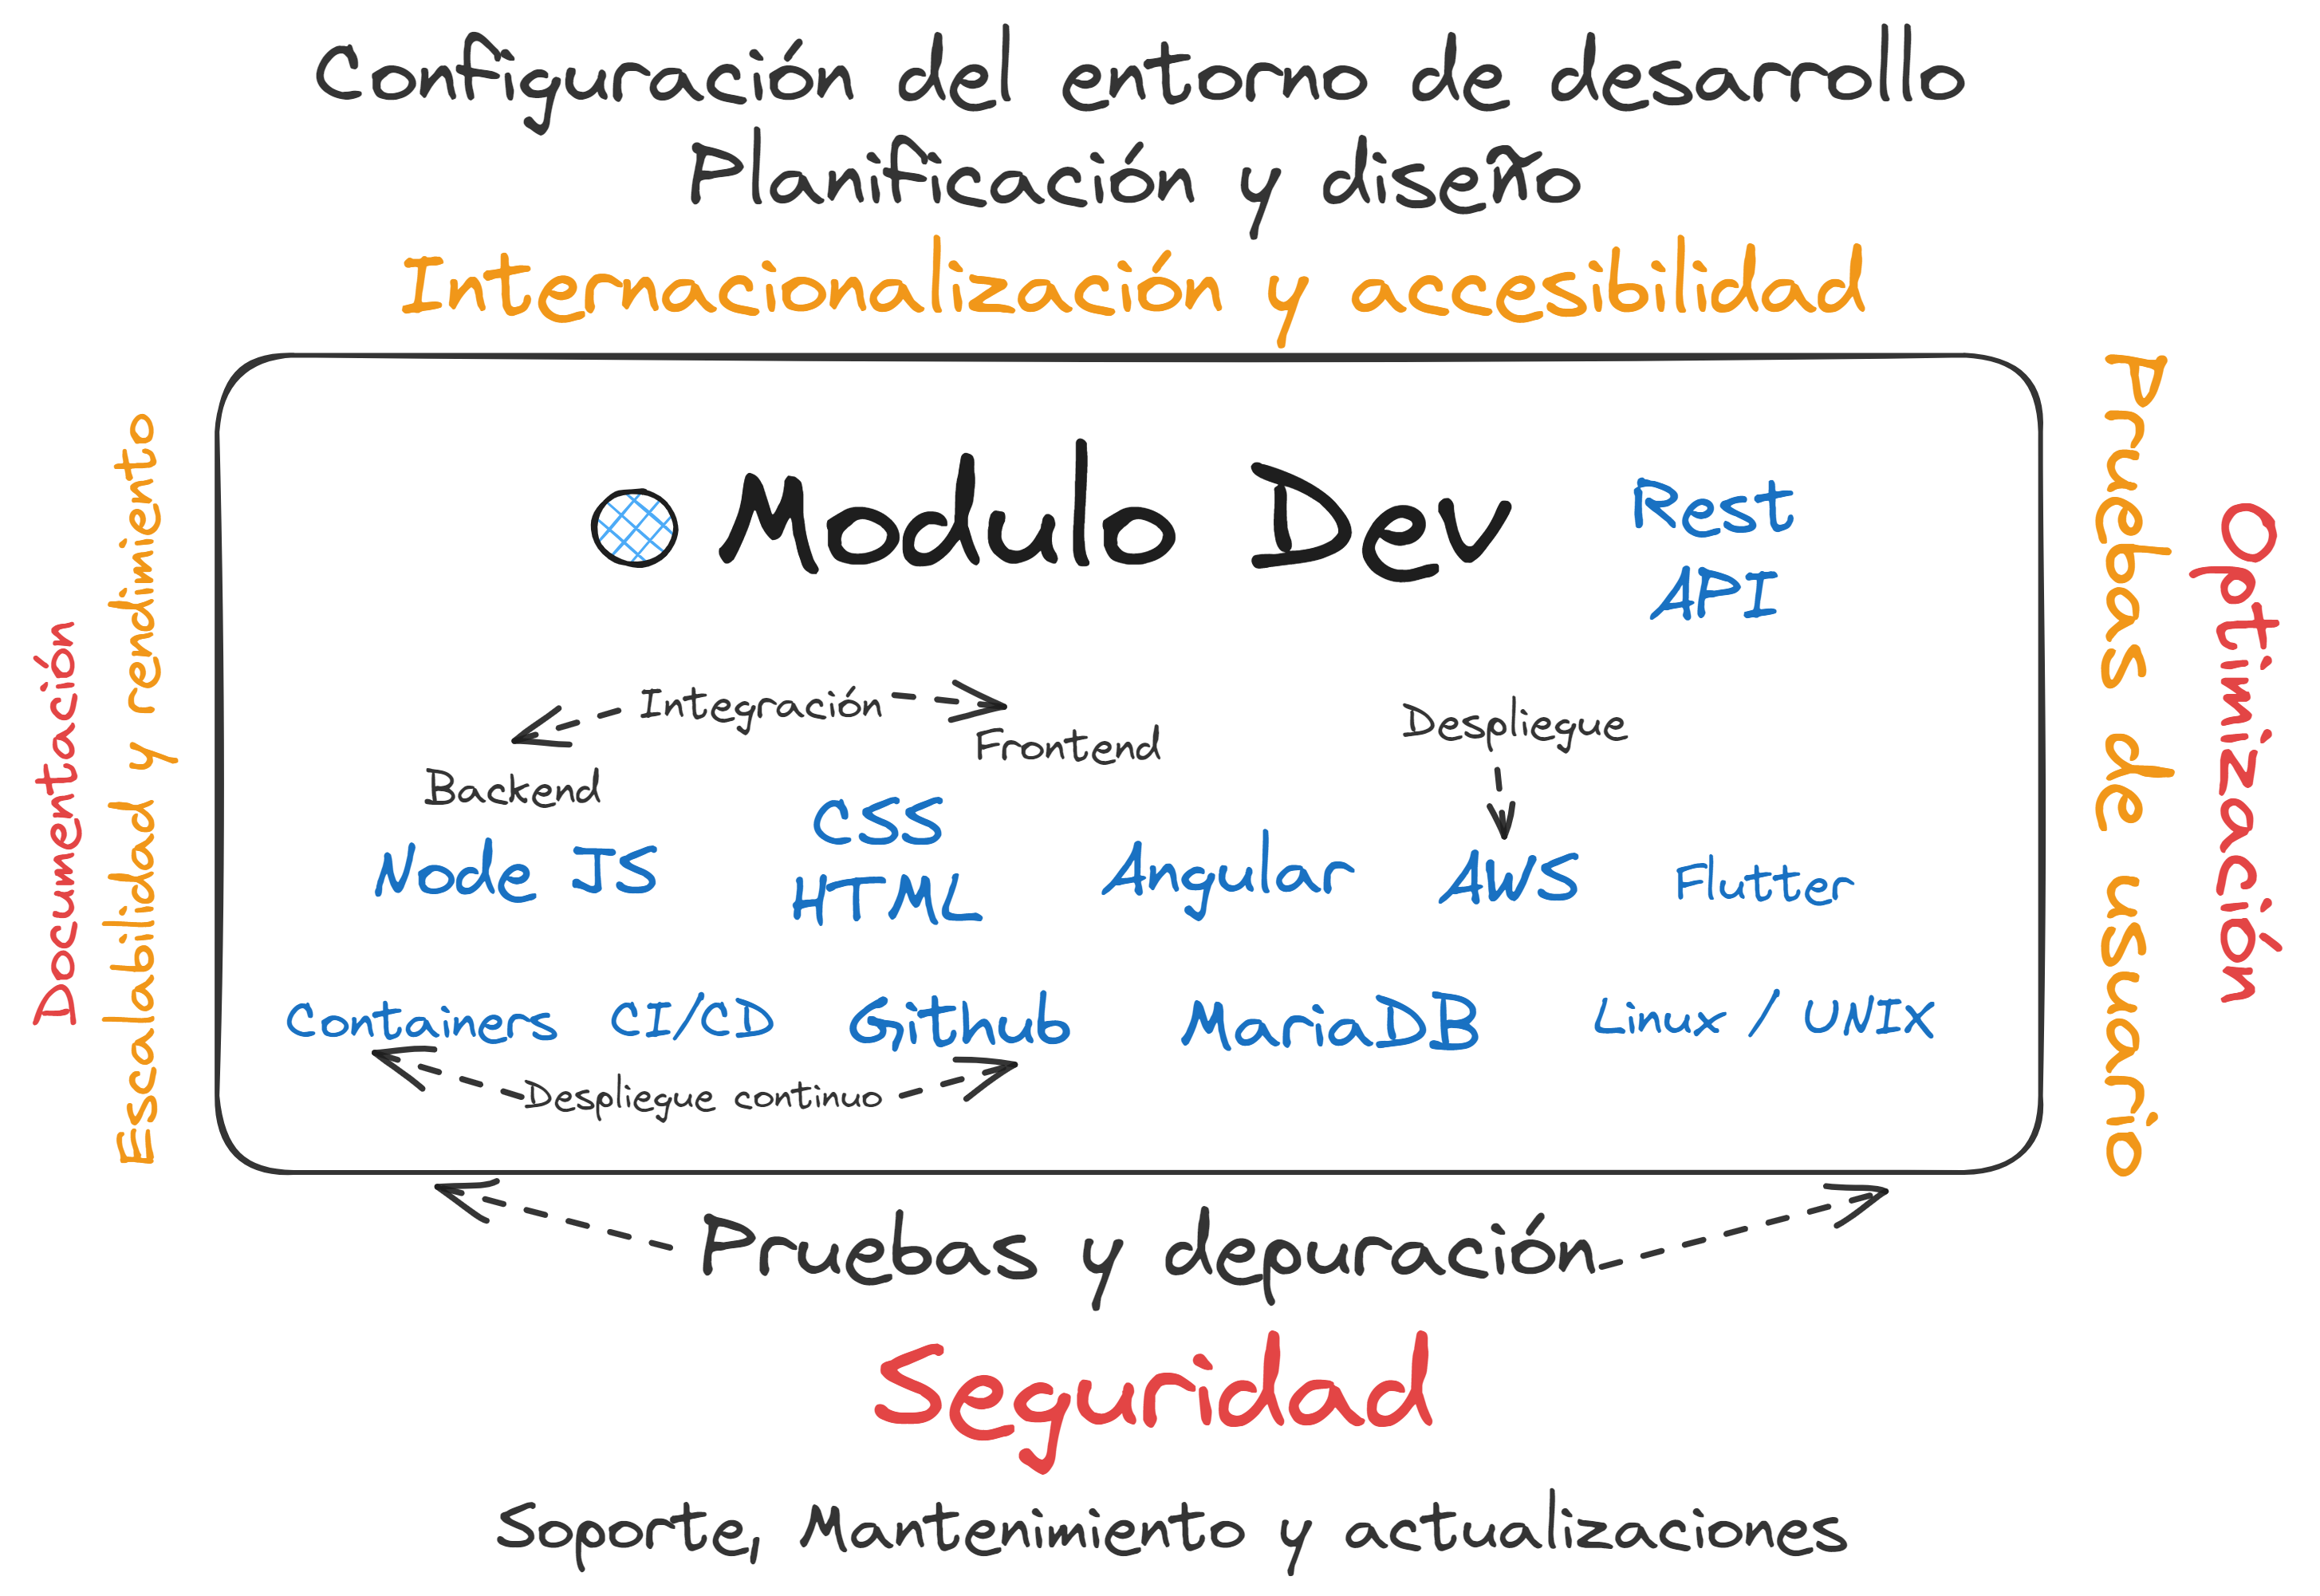 Configuración del entorno de desarrollo
Planificación y diseño
Internacionalización y accesibilidad
Documentación
Escalabilidad y rendimiento
Modulo Dev
Rest
API
Integración
Backend
Frontend
Despliegue
Node JS
CSS
HTML
Angular
AWS
Flutter
Containers
CI/CD
GitHub
MariaDB
Linux / UNIX
Despliegue continuo
Pruebas de usuario
Optimización
Pruebas y depuración
Seguridad
Soporte, Mantenimiento y actualizaciones